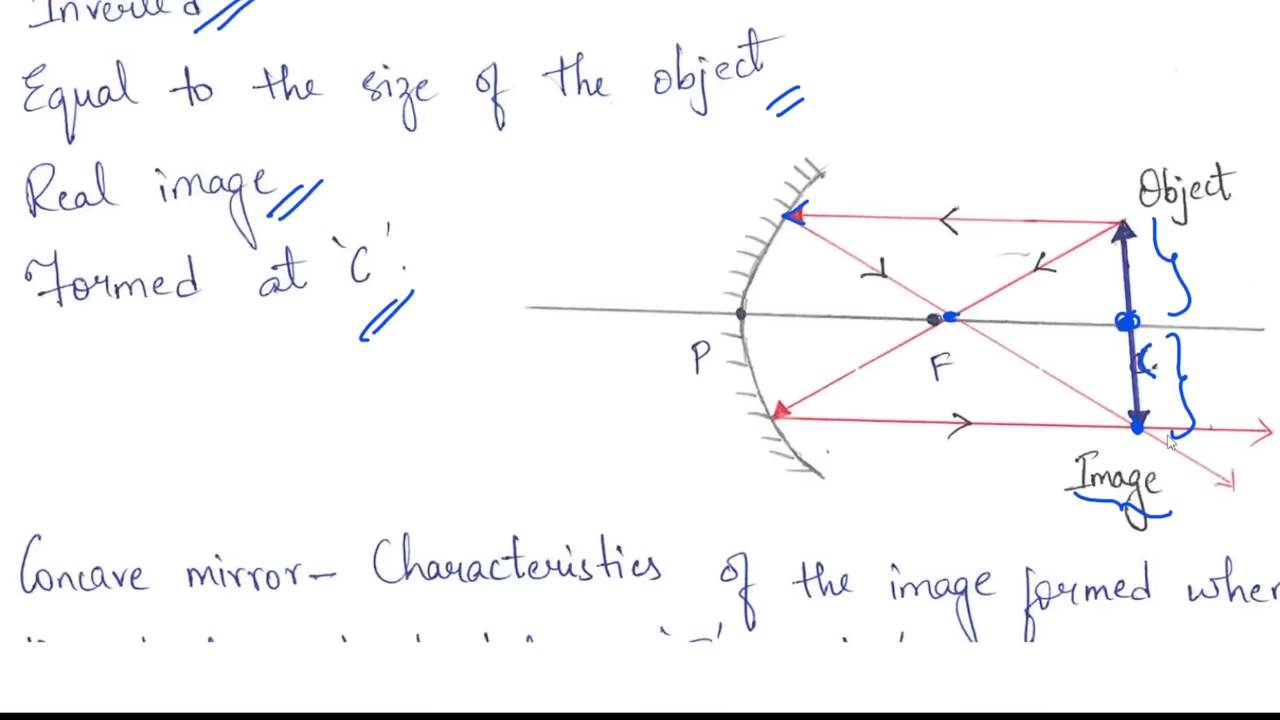 Inverted
Equal to the size of the object
Real image
Formed at 'C'.
Object
P
F
C
Image
Concave mirror- Characteristics of the image formed when